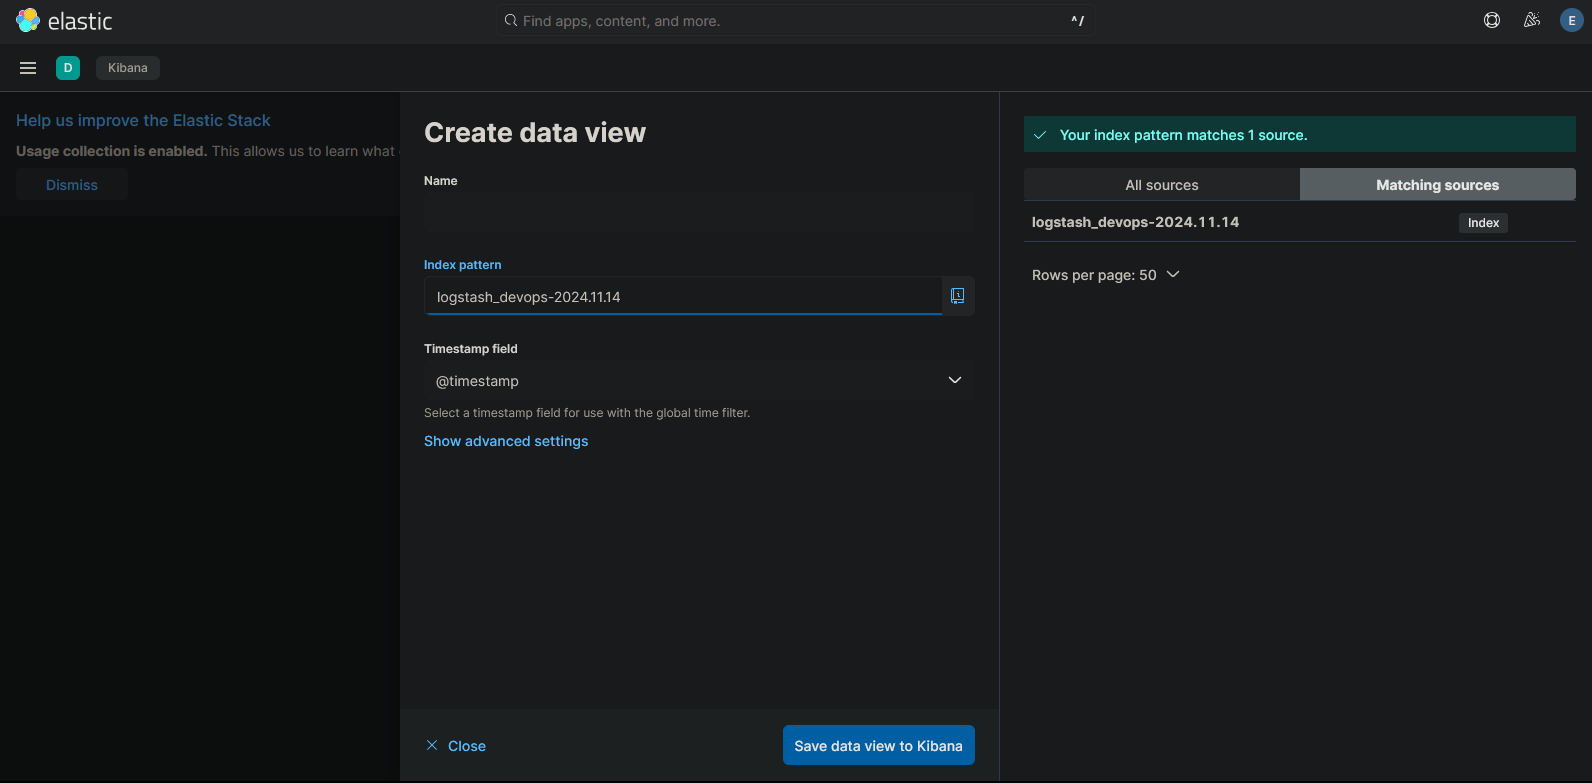 elastic
Find apps, content, and more.
^/
E
D
Kibana
Help us improve the Elastic Stack
Usage collection is enabled. This allows us to learn what
Dismiss
Create data view
Name
Index pattern
logstash_devops-2024.11.14
Timestamp field
@timestamp
Select a timestamp field for use with the global time filter.
Show advanced settings
Close
Save data view to Kibana
Your index pattern matches 1 source.
All sources
Matching sources
logstash_devops-2024.11.14
Index
Rows per page: 50